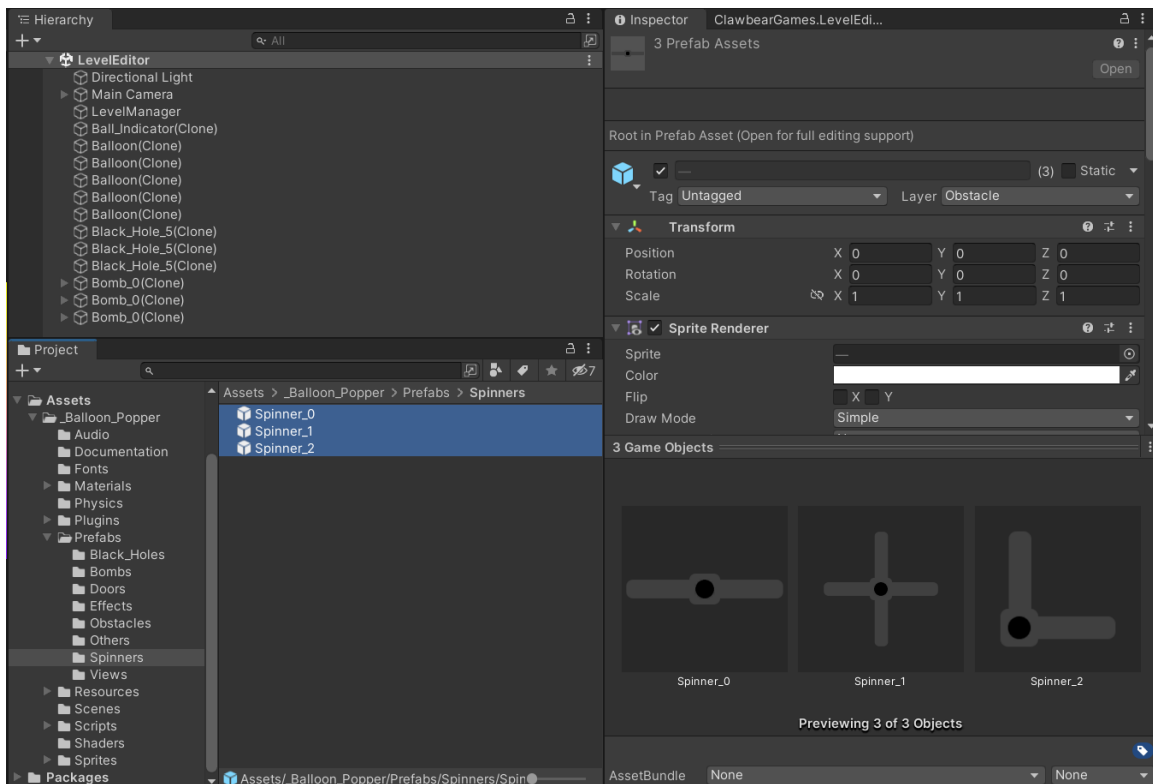 Hierarchy
All
LevelEditor
Directional Light
Main Camera
LevelManager
Ball_Indicator(Clone)
Balloon(Clone)
Balloon(Clone)
Balloon(Clone)
Balloon(Clone)
Balloon(Clone)
Black_Hole_5(Clone)
Black_Hole_5(Clone)
Black_Hole_5(Clone)
Bomb_0(Clone)
Bomb_0(Clone)
Bomb_0(Clone)
Project
7
Assets
_Balloon_Popper
Audio
Documentation
Fonts
Materials
Physics
Plugins
Prefabs
Black_Holes
Bombs
Doors
Effects
Obstacles
Others
Spinners
Views
Resources
Scenes
Scripts
Shaders
Sprites
Packages
Assets > _Balloon_Popper > Prefabs > Spinners
Spinner_0
Spinner_1
Spinner_2
Assets/_Balloon_Popper/Prefabs/Spinners/Spin
Inspector ClawbearGames.LevelEdi...
3 Prefab Assets
Open
Root in Prefab Asset (Open for full editing support)
— (3) Static
Tag Untagged Layer Obstacle
Transform
Position X 0 Y 0 Z 0
Rotation X 0 Y 0 Z 0
Scale X 1 Y 1 Z 1
Sprite Renderer
Sprite —
Color
Flip X Y
Draw Mode Simple
3 Game Objects
Spinner_0 Spinner_1 Spinner_2
Previewing 3 of 3 Objects
AssetBundle None None